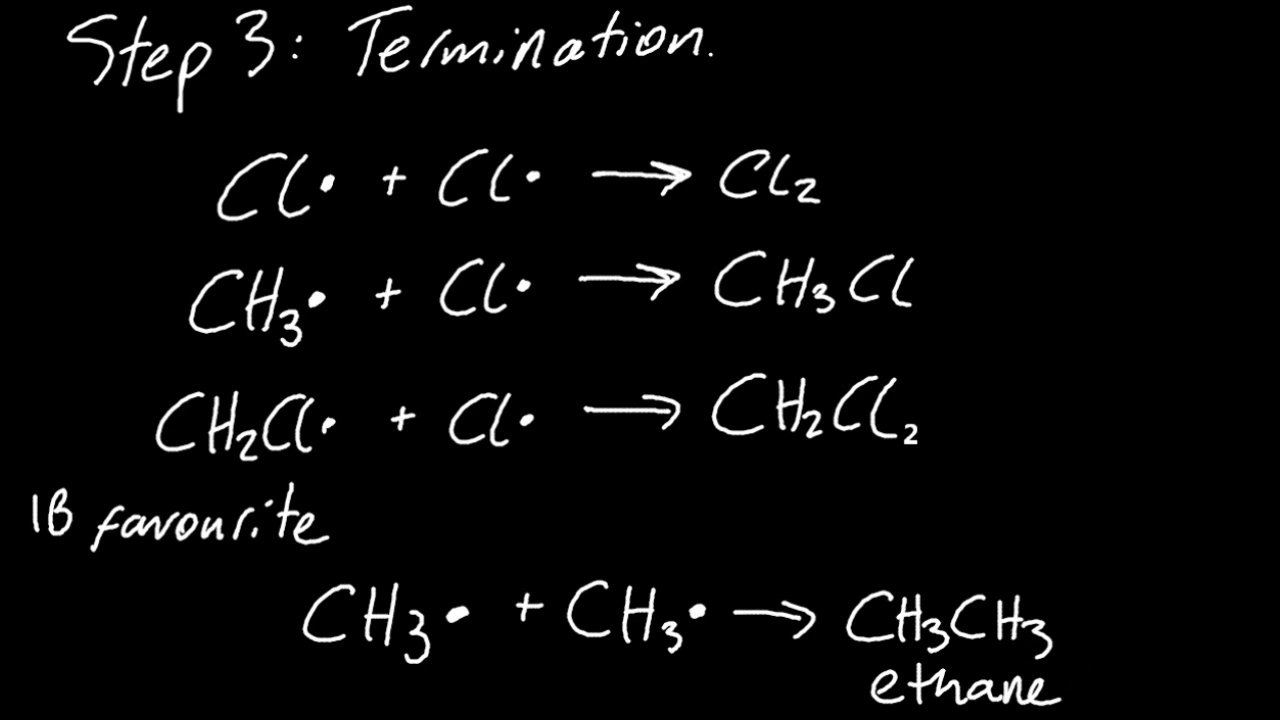 Step 3: Termination.
Cl• + Cl• → Cl₂
CH₃• + Cl• → CH₃Cl
CH₂Cl• + Cl• → CH₂Cl₂
IB favourite
CH₃• + CH₃• → CH₃CH₃
ethane